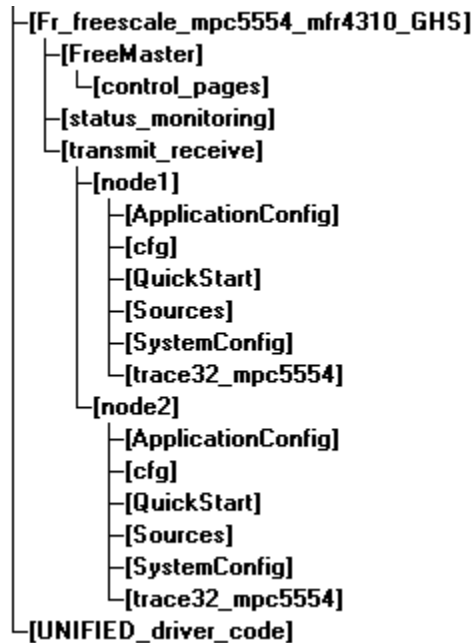 [Fr_freescale_mpc5554_mfr4310_GHS]
[FreeMaster]
[control_pages]
[status_monitoring]
[transmit_receive]
[node1]
[ApplicationConfig]
[cfg]
[QuickStart]
[Sources]
[SystemConfig]
[trace32_mpc5554]
[node2]
[ApplicationConfig]
[cfg]
[QuickStart]
[Sources]
[SystemConfig]
[trace32_mpc5554]
[UNIFIED_driver_code]